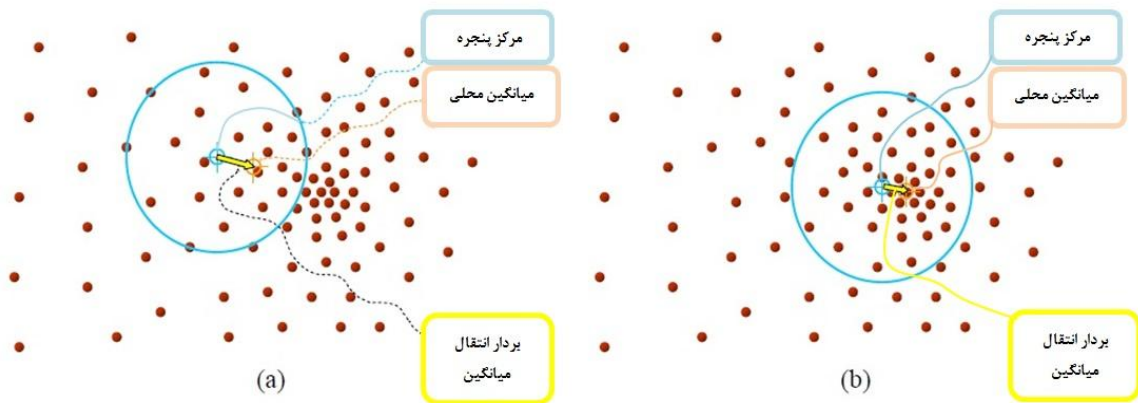 مرکز پنجره
میانگین محلی
بردار انتقال
میانگین
(a)
مرکز پنجره
میانگین محلی
بردار انتقال
میانگین
(b)